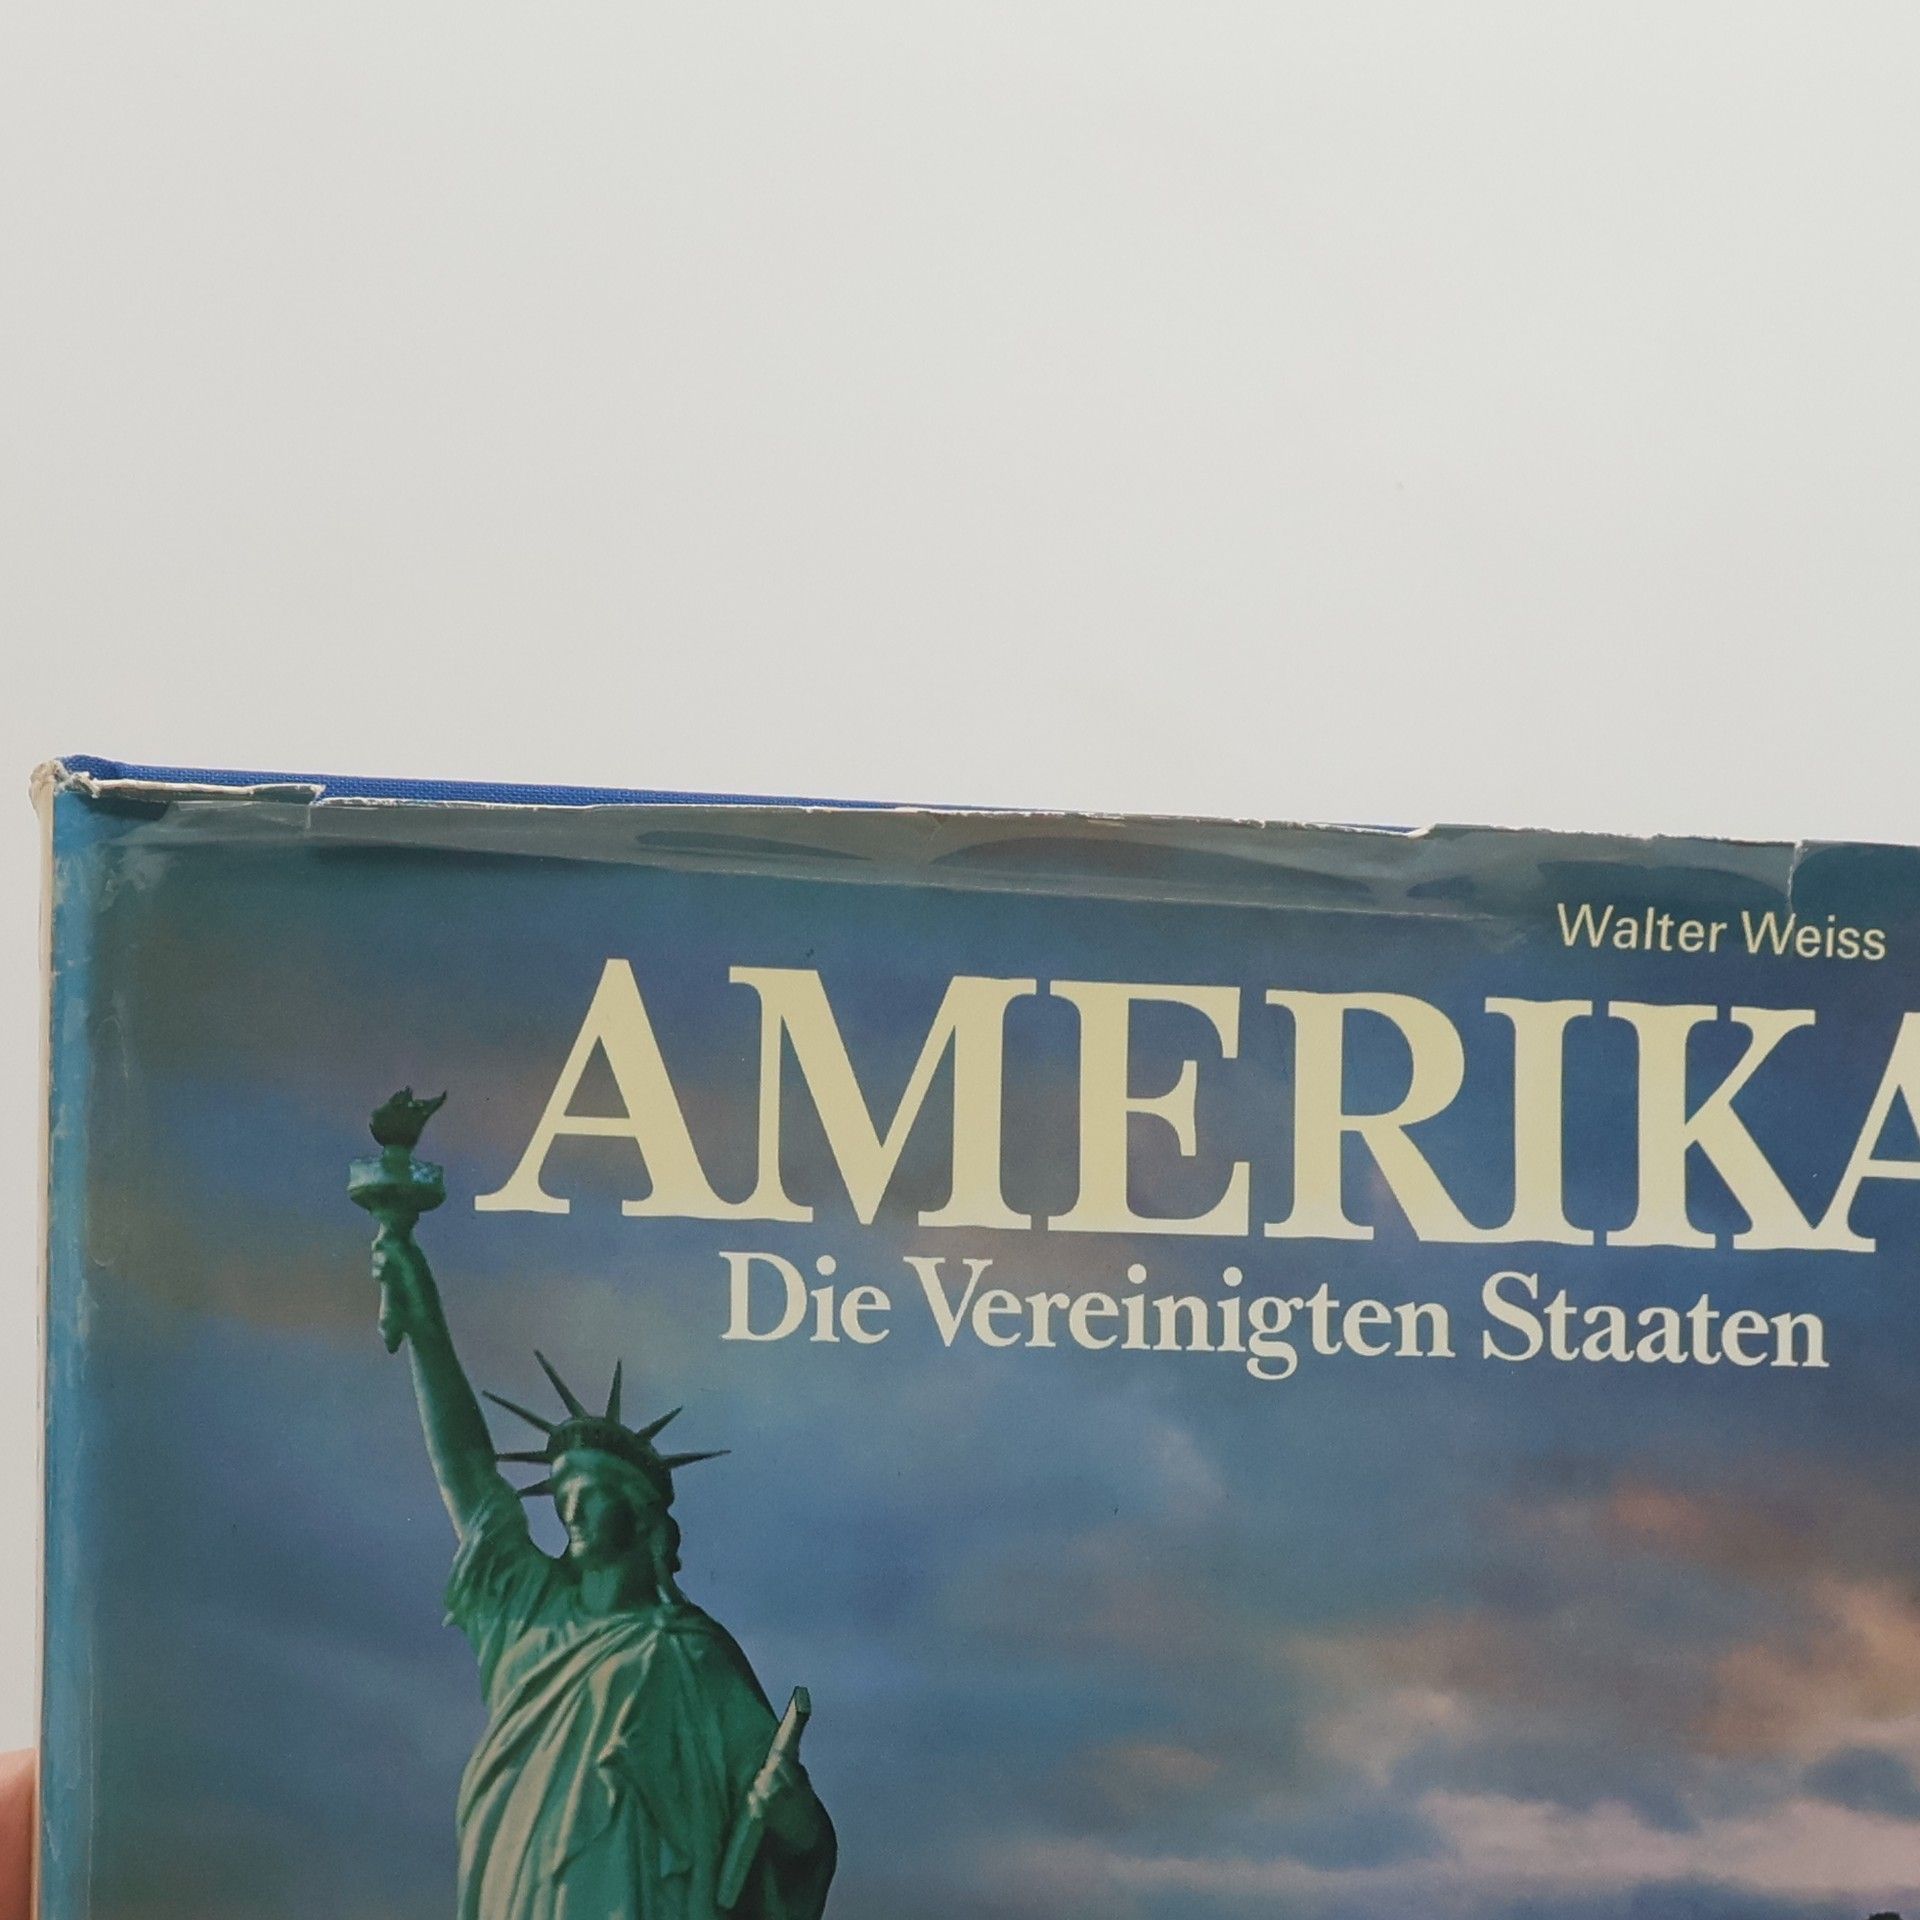 Walter Weiss
AMERIKA
Die Vereinigten Staaten